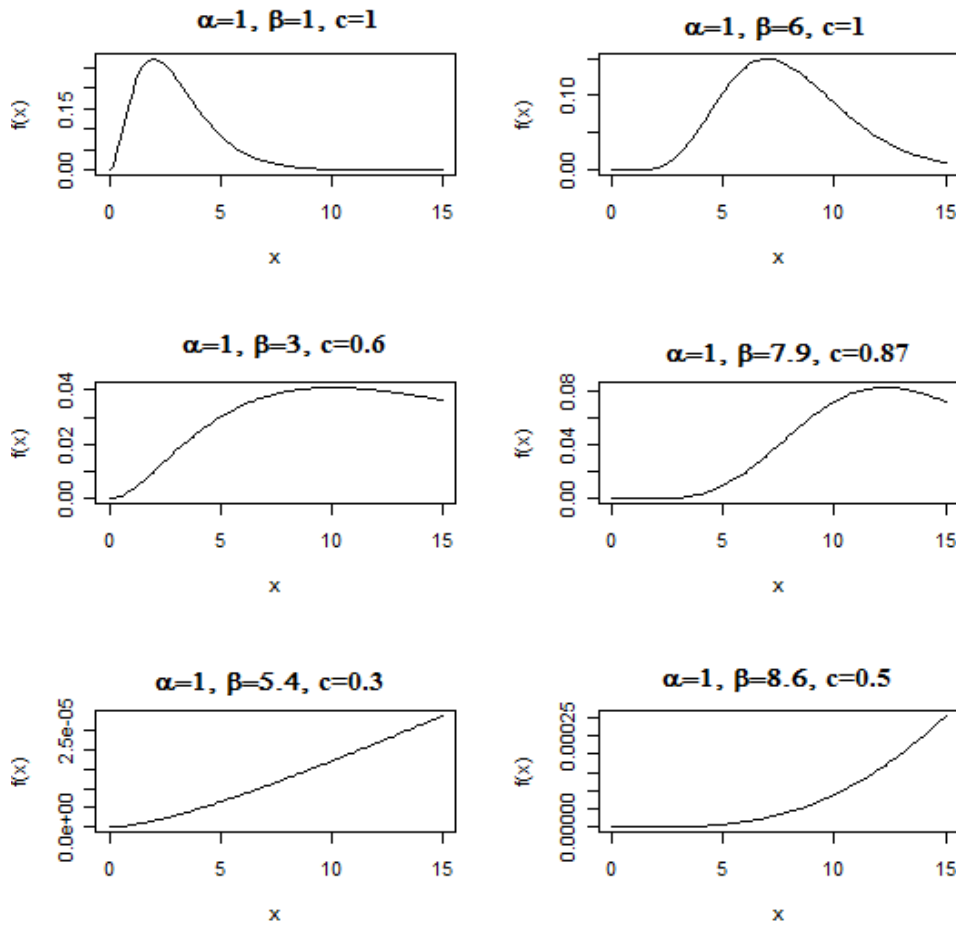 α=1, β=1, c=1
f(x)
0.15
0.00
0 5 10 15
x
α=1, β=6, c=1
f(x)
0.10
0.00
0 5 10 15
x
α=1, β=3, c=0.6
f(x)
0.04
0.02
0.00
0 5 10 15
x
α=1, β=7.9, c=0.87
f(x)
0.08
0.04
0.00
0 5 10 15
x
α=1, β=5.4, c=0.3
f(x)
2.5e-05
0.0e+00
0 5 10 15
x
α=1, β=8.6, c=0.5
f(x)
0.00025
0.00000
0 5 10 15
x